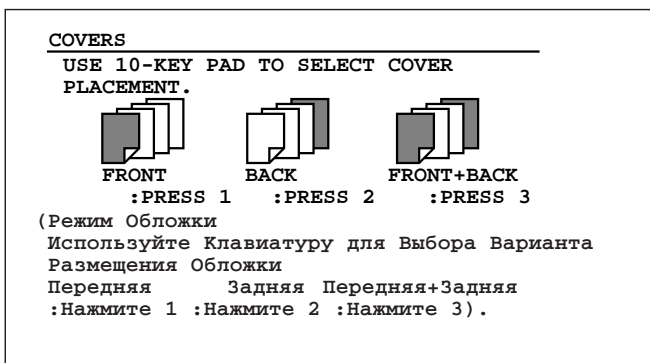 COVERS
USE 10-KEY PAD TO SELECT COVER
PLACEMENT.
FRONT BACK FRONT+BACK
:PRESS 1 :PRESS 2 :PRESS 3
(Режим Обложки
Используйте Клавиатуру для Выбора Варианта
Размещения Обложки
Передняя Задняя Передняя+Задняя
:Нажмите 1 :Нажмите 2 :Нажмите 3).